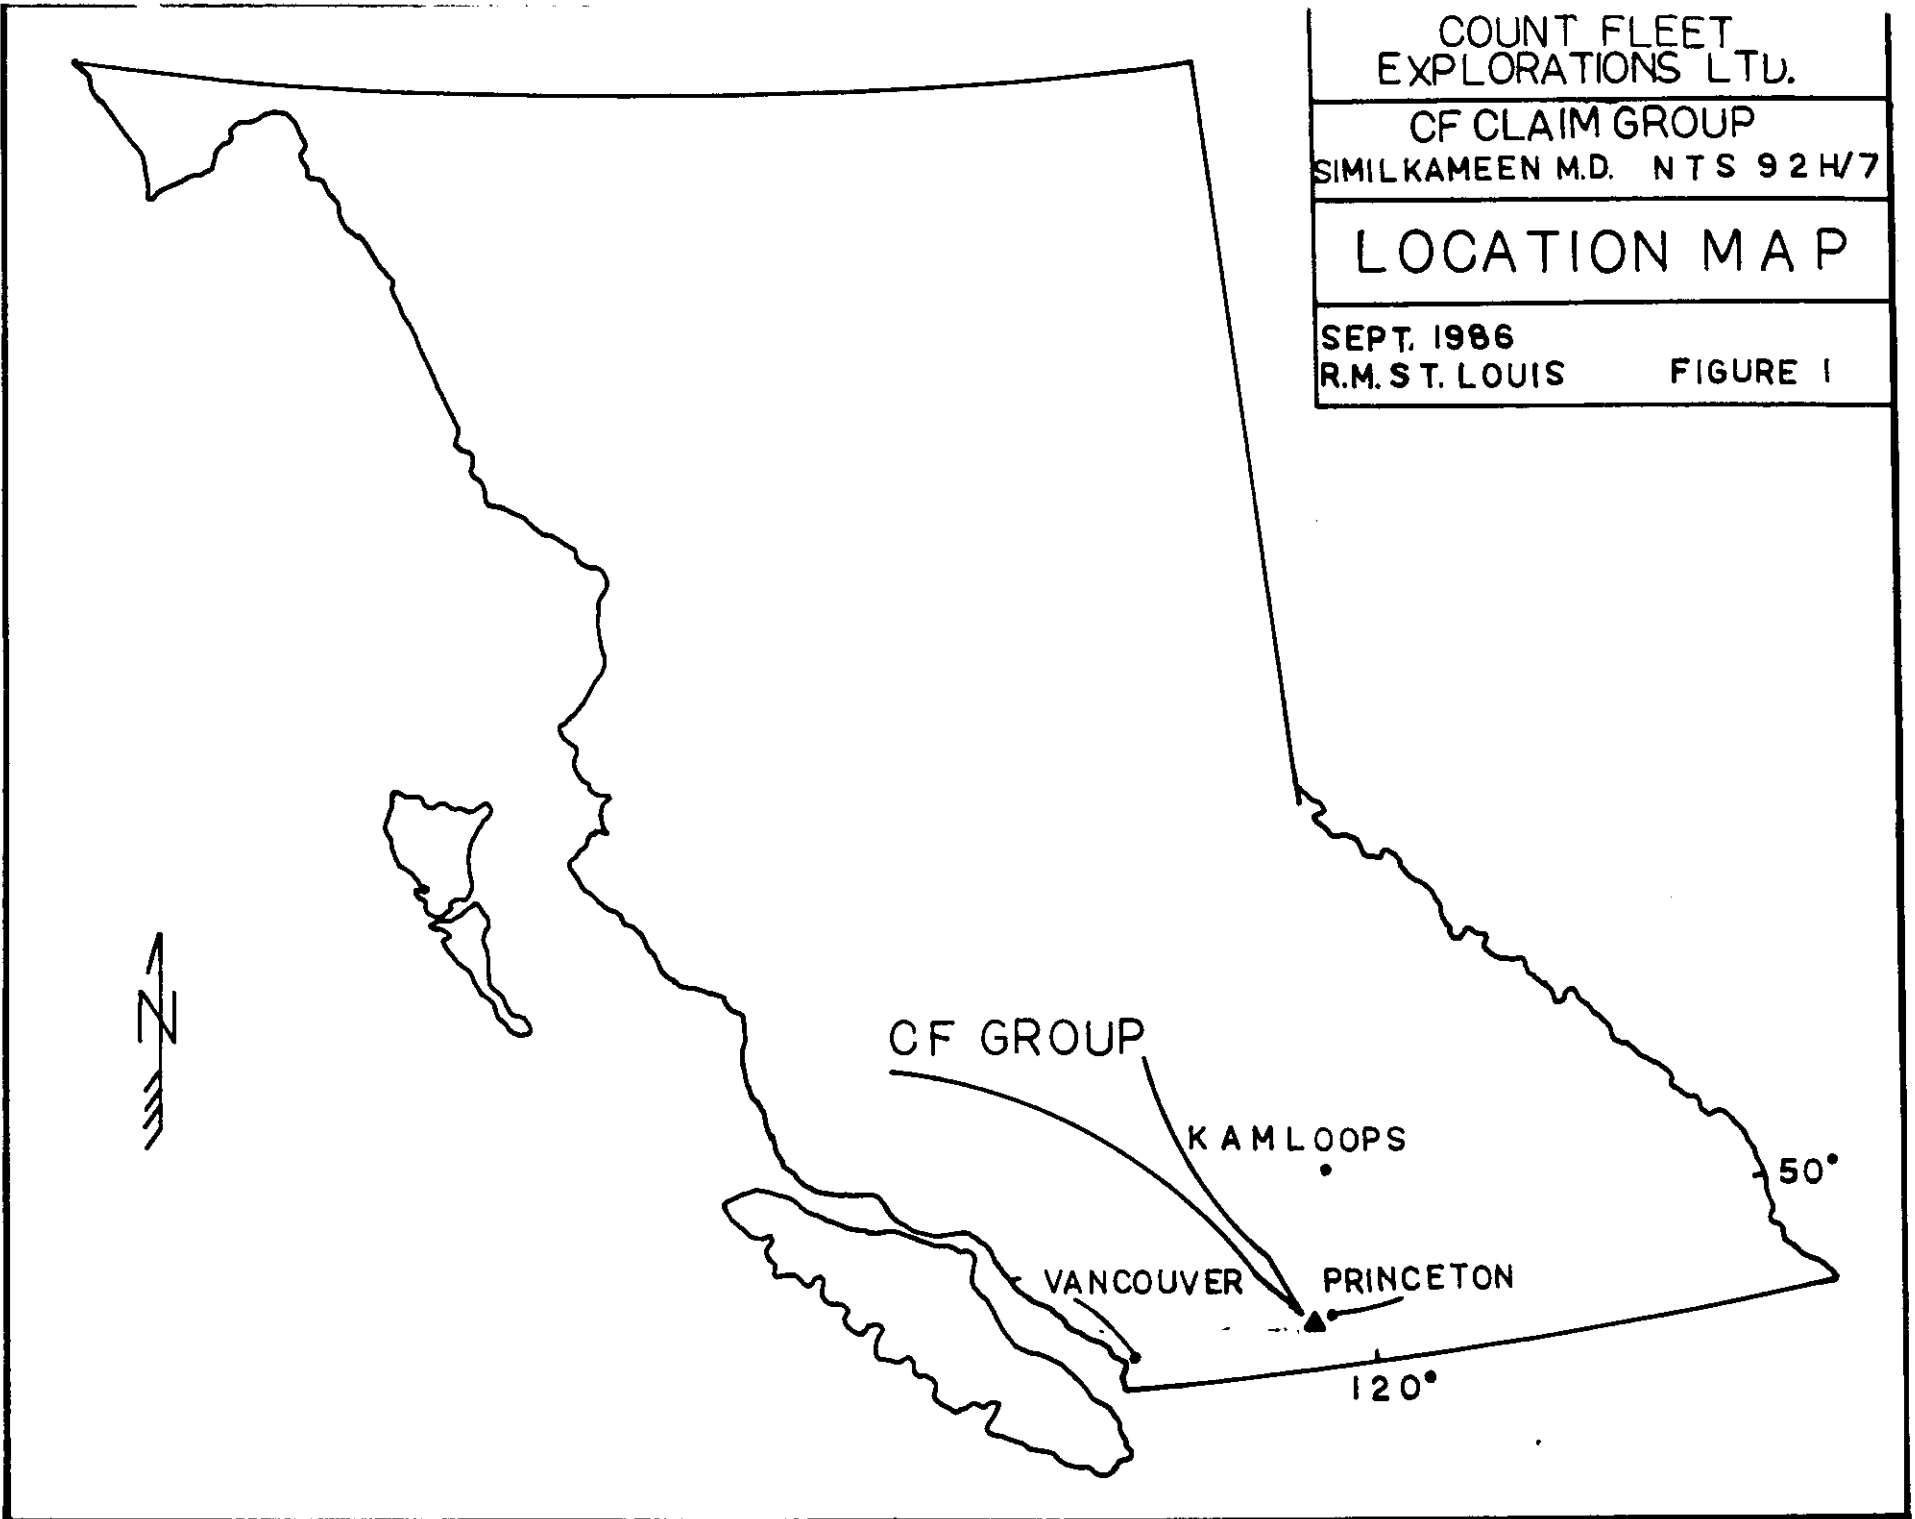 COUNT FLEET
EXPLORATIONS LTD.
CF CLAIM GROUP
SIMILKAMEEN M.D. NTS 92H/7
LOCATION MAP
SEPT. 1986
R.M. ST. LOUIS FIGURE 1
N
CF GROUP
KAMLOOPS
50°
VANCOUVER
PRINCETON
120°